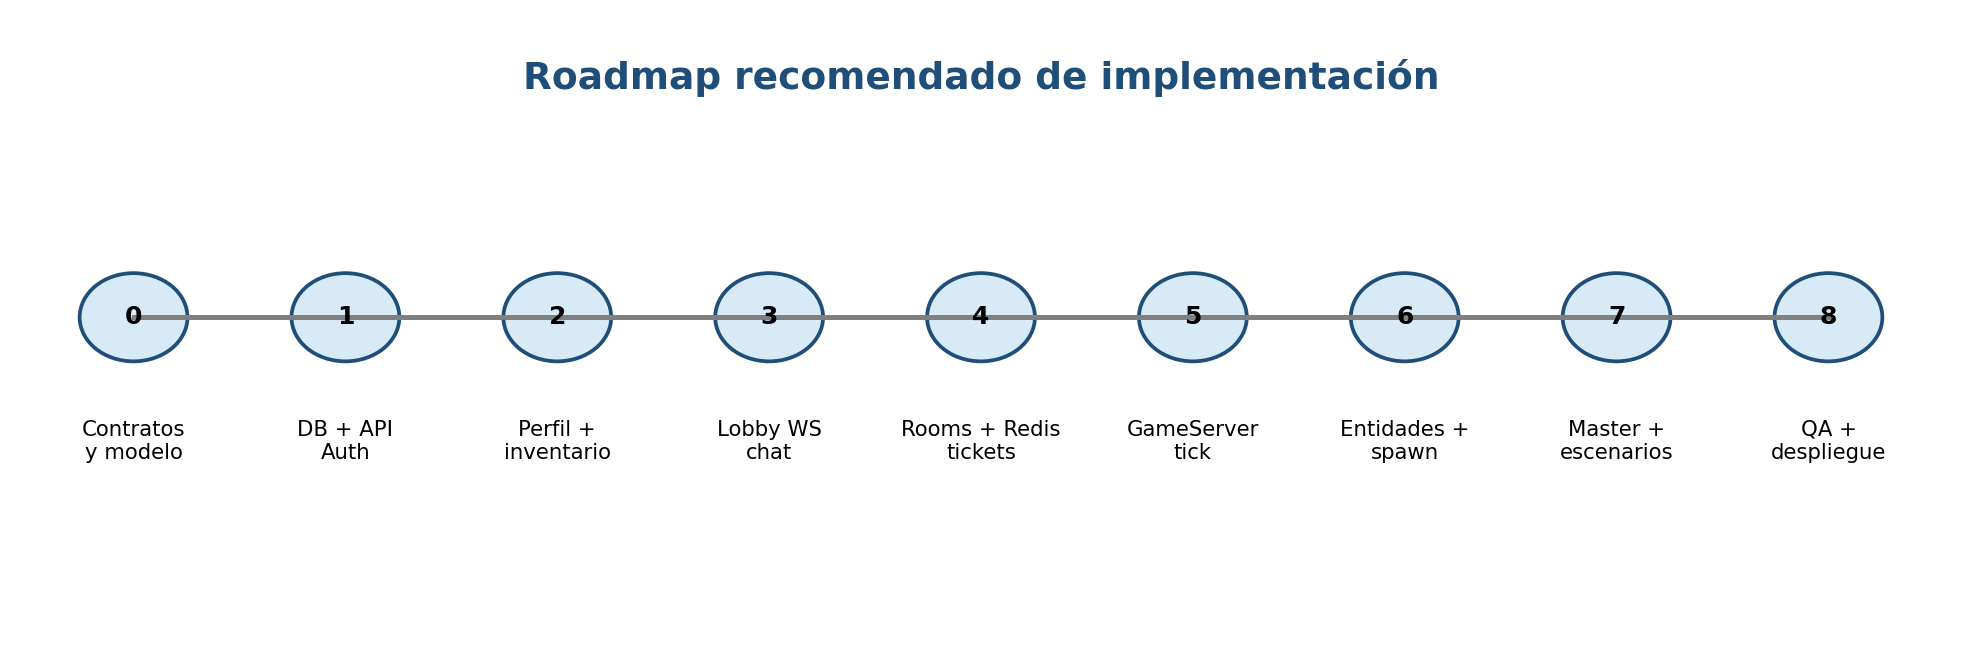 Roadmap recomendado de implementación
0
1
2
3
4
5
6
7
8
Contratos
y modelo
DB + API
Auth
Perfil +
inventario
Lobby WS
chat
Rooms + Redis
tickets
GameServer
tick
Entidades +
spawn
Master +
escenarios
QA +
despliegue